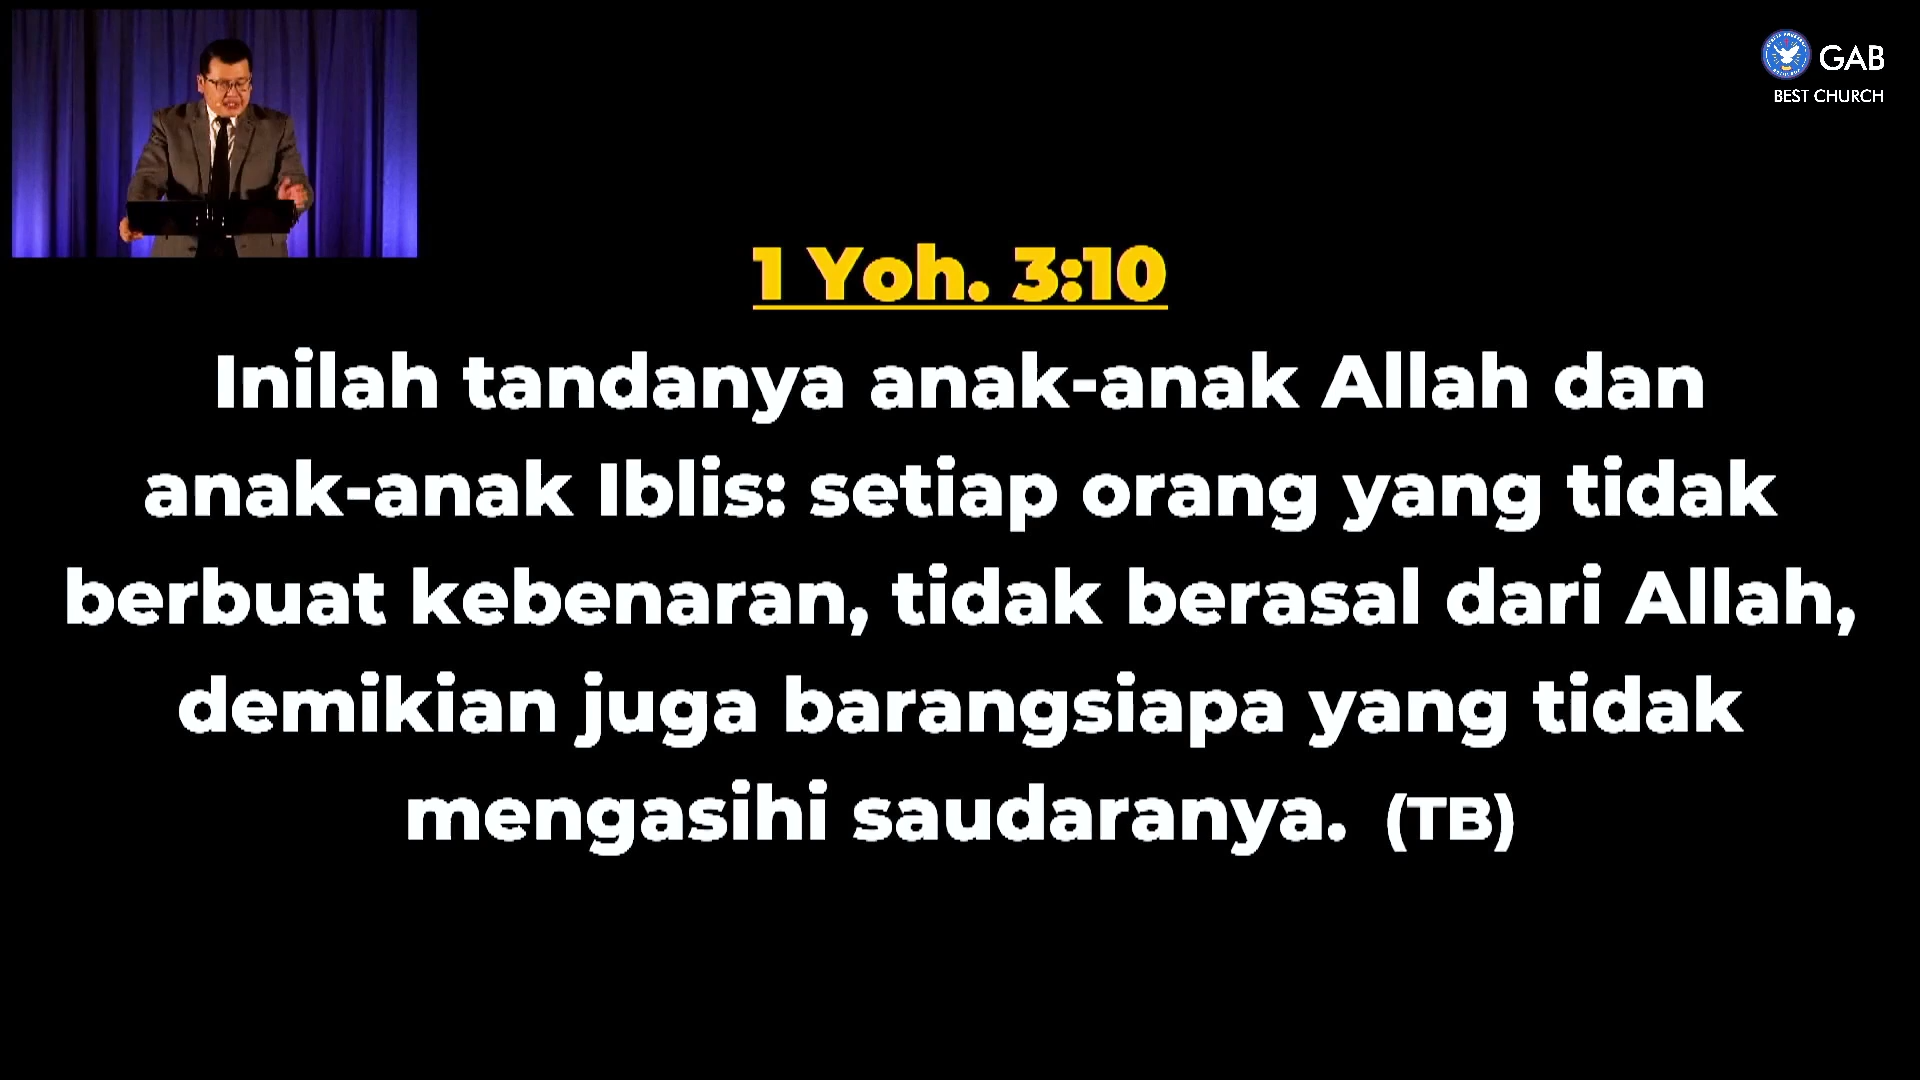 GAB
BEST CHURCH
1 Yoh. 3:10
Inilah tandanya anak-anak Allah dan
anak-anak Iblis: setiap orang yang tidak
berbuat kebenaran, tidak berasal dari Allah,
demikian juga barangsiapa yang tidak
mengasihi saudaranya. (TB)